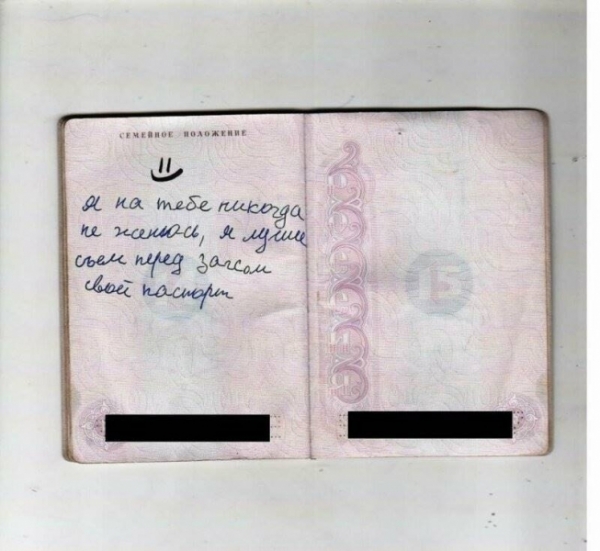 СЕМЕЙНОЕ ПОЛОЖЕНИЕ
я на тебе никогда
не женюсь, я лучше
съем перед Загсом
свой паспорт
15